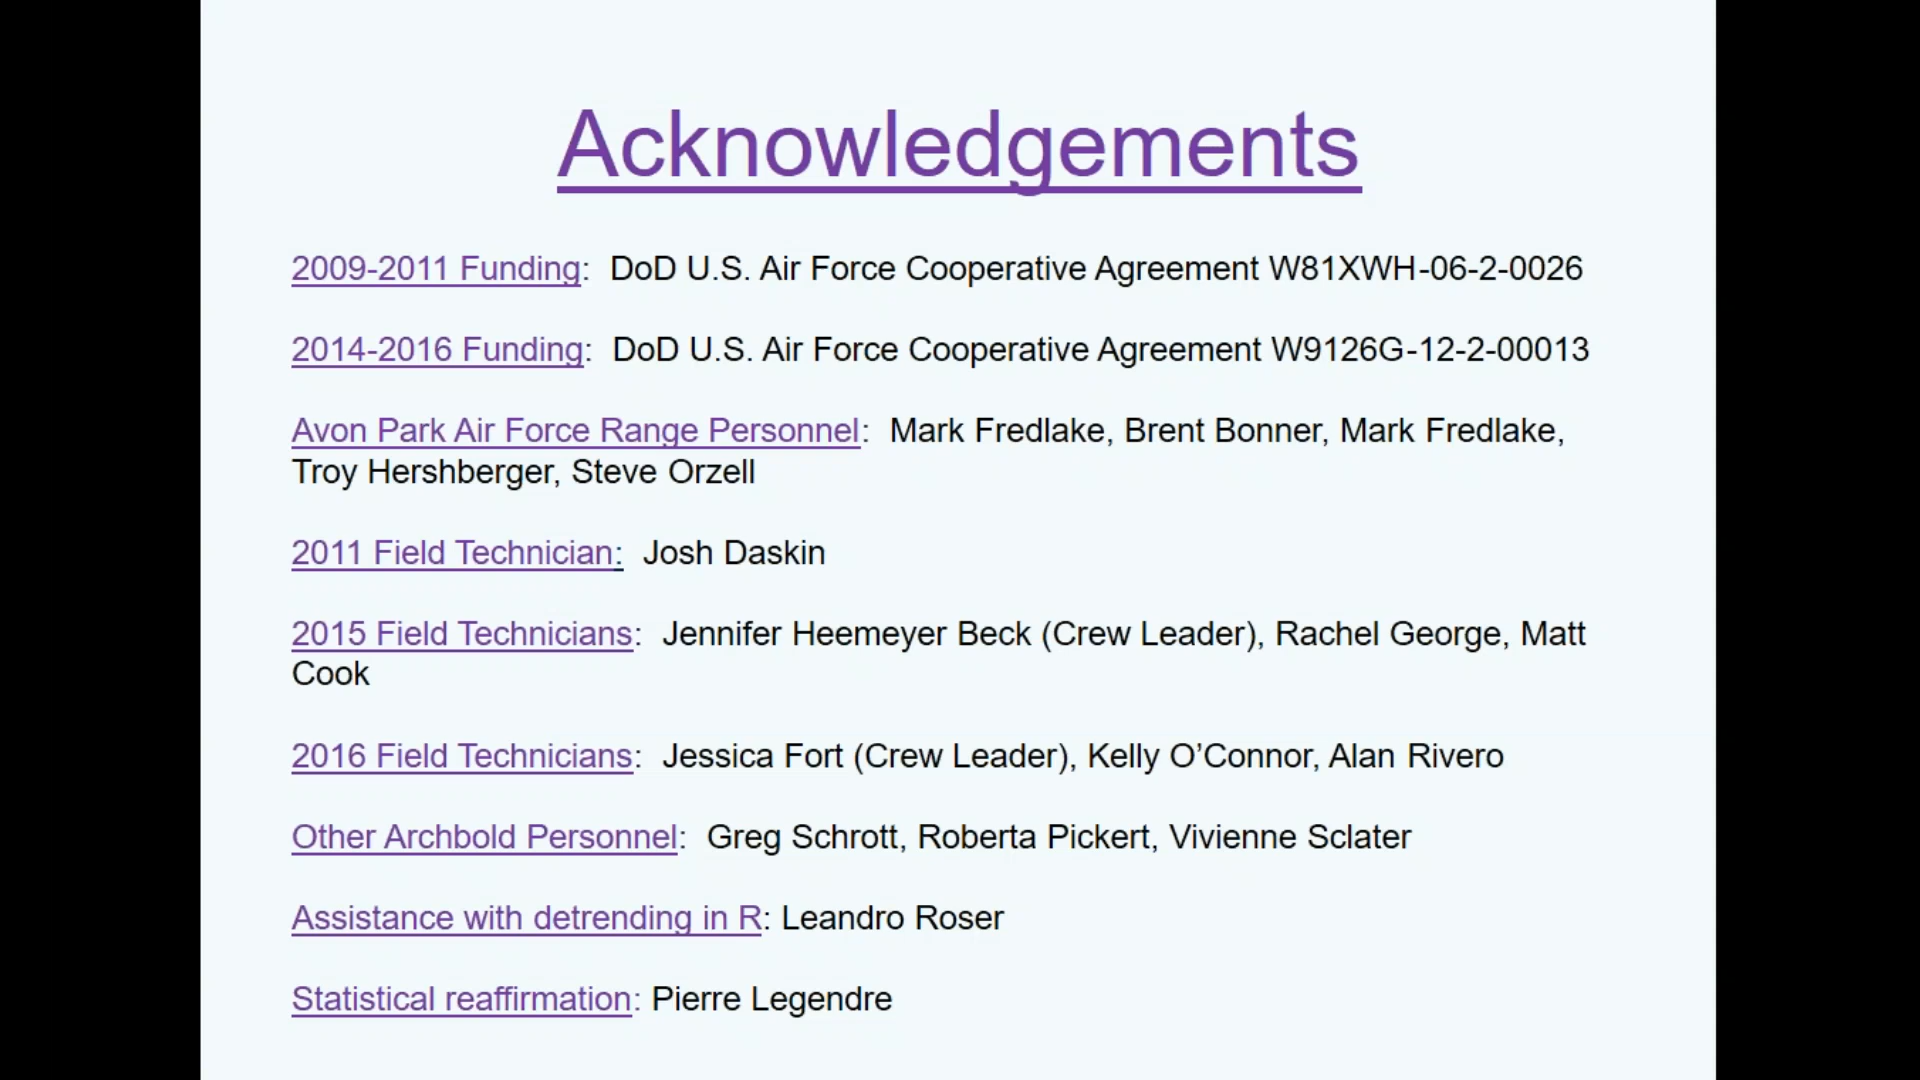 Acknowledgements
2009-2011 Funding:  DoD U.S. Air Force Cooperative Agreement W81XWH-06-2-0026
2014-2016 Funding:  DoD U.S. Air Force Cooperative Agreement W9126G-12-2-00013
Avon Park Air Force Range Personnel:  Mark Fredlake, Brent Bonner, Mark Fredlake,
Troy Hershberger, Steve Orzell
2011 Field Technician:  Josh Daskin
2015 Field Technicians:  Jennifer Heemeyer Beck (Crew Leader), Rachel George, Matt
Cook
2016 Field Technicians:  Jessica Fort (Crew Leader), Kelly O’Connor, Alan Rivero
Other Archbold Personnel:  Greg Schrott, Roberta Pickert, Vivienne Sclater
Assistance with detrending in R: Leandro Roser
Statistical reaffirmation: Pierre Legendre